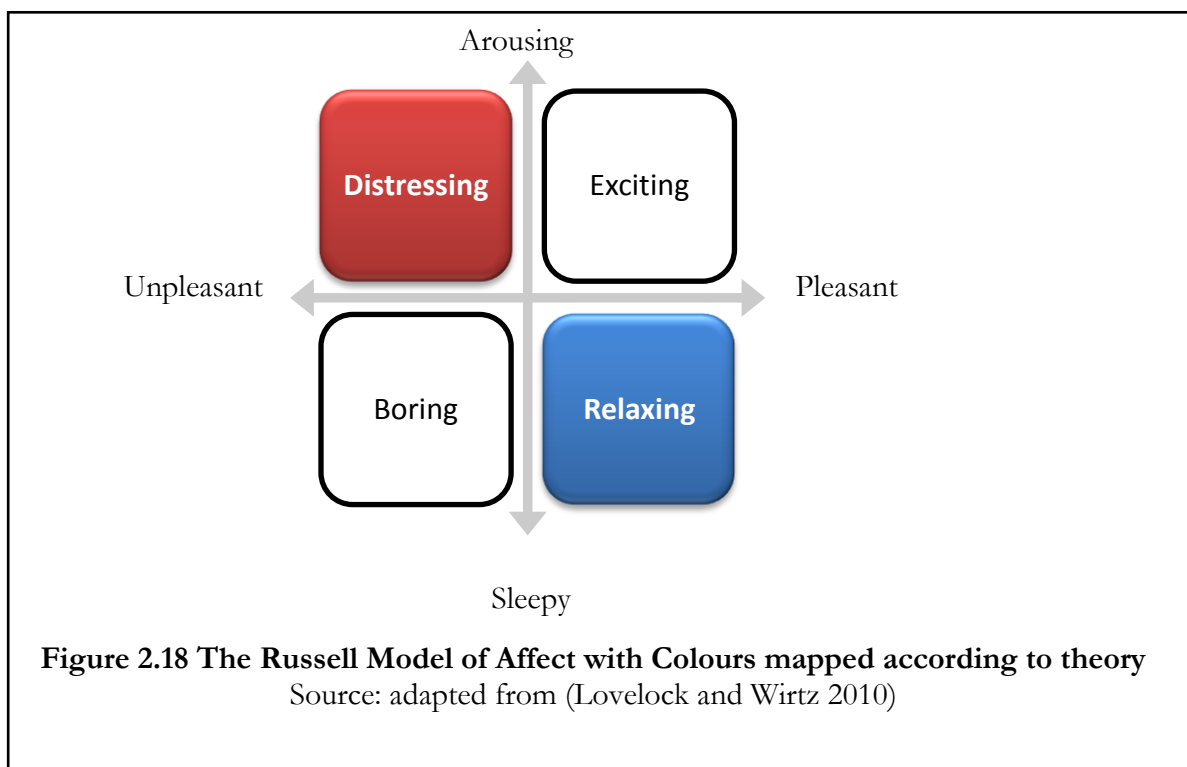 Arousing
Distressing
Exciting
Unpleasant
Pleasant
Boring
Relaxing
Sleepy
Figure 2.18 The Russell Model of Affect with Colours mapped according to theory
Source: adapted from (Lovelock and Wirtz 2010)